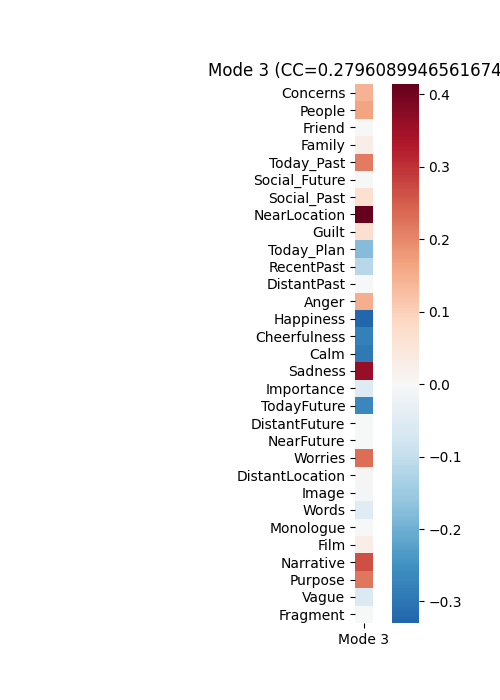 Mode 3 (CC=0.2796089946561674
Concerns
People
Friend
Family
Today_Past
Social_Future
Social_Past
NearLocation
Guilt
Today_Plan
RecentPast
DistantPast
Anger
Happiness
Cheerfulness
Calm
Sadness
Importance
TodayFuture
DistantFuture
NearFuture
Worries
DistantLocation
Image
Words
Monologue
Film
Narrative
Purpose
Vague
Fragment
Mode 3
0.4
0.3
0.2
0.1
0.0
−0.1
−0.2
−0.3